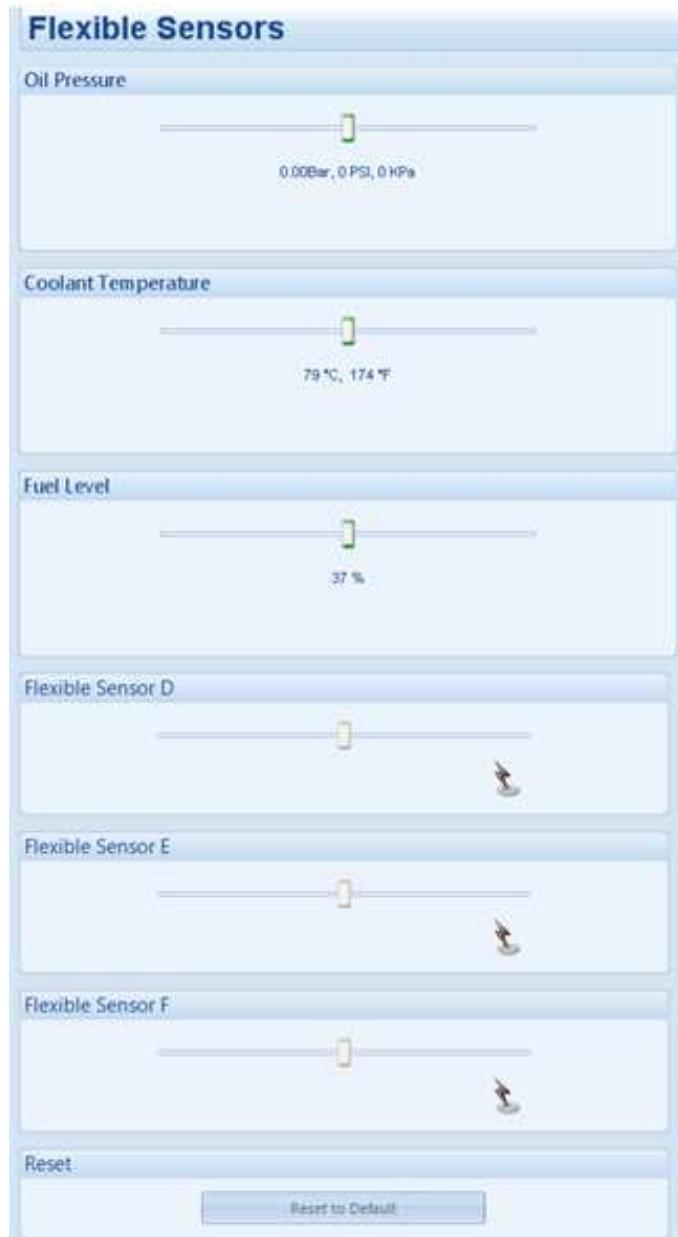 Flexible Sensors
Oil Pressure
0.00Bar, 0 PSI, 0 KPa
Coolant Temperature
79 °C, 174 °F
Fuel Level
37 %
Flexible Sensor D
Flexible Sensor E
Flexible Sensor F
Reset
Reset to Default